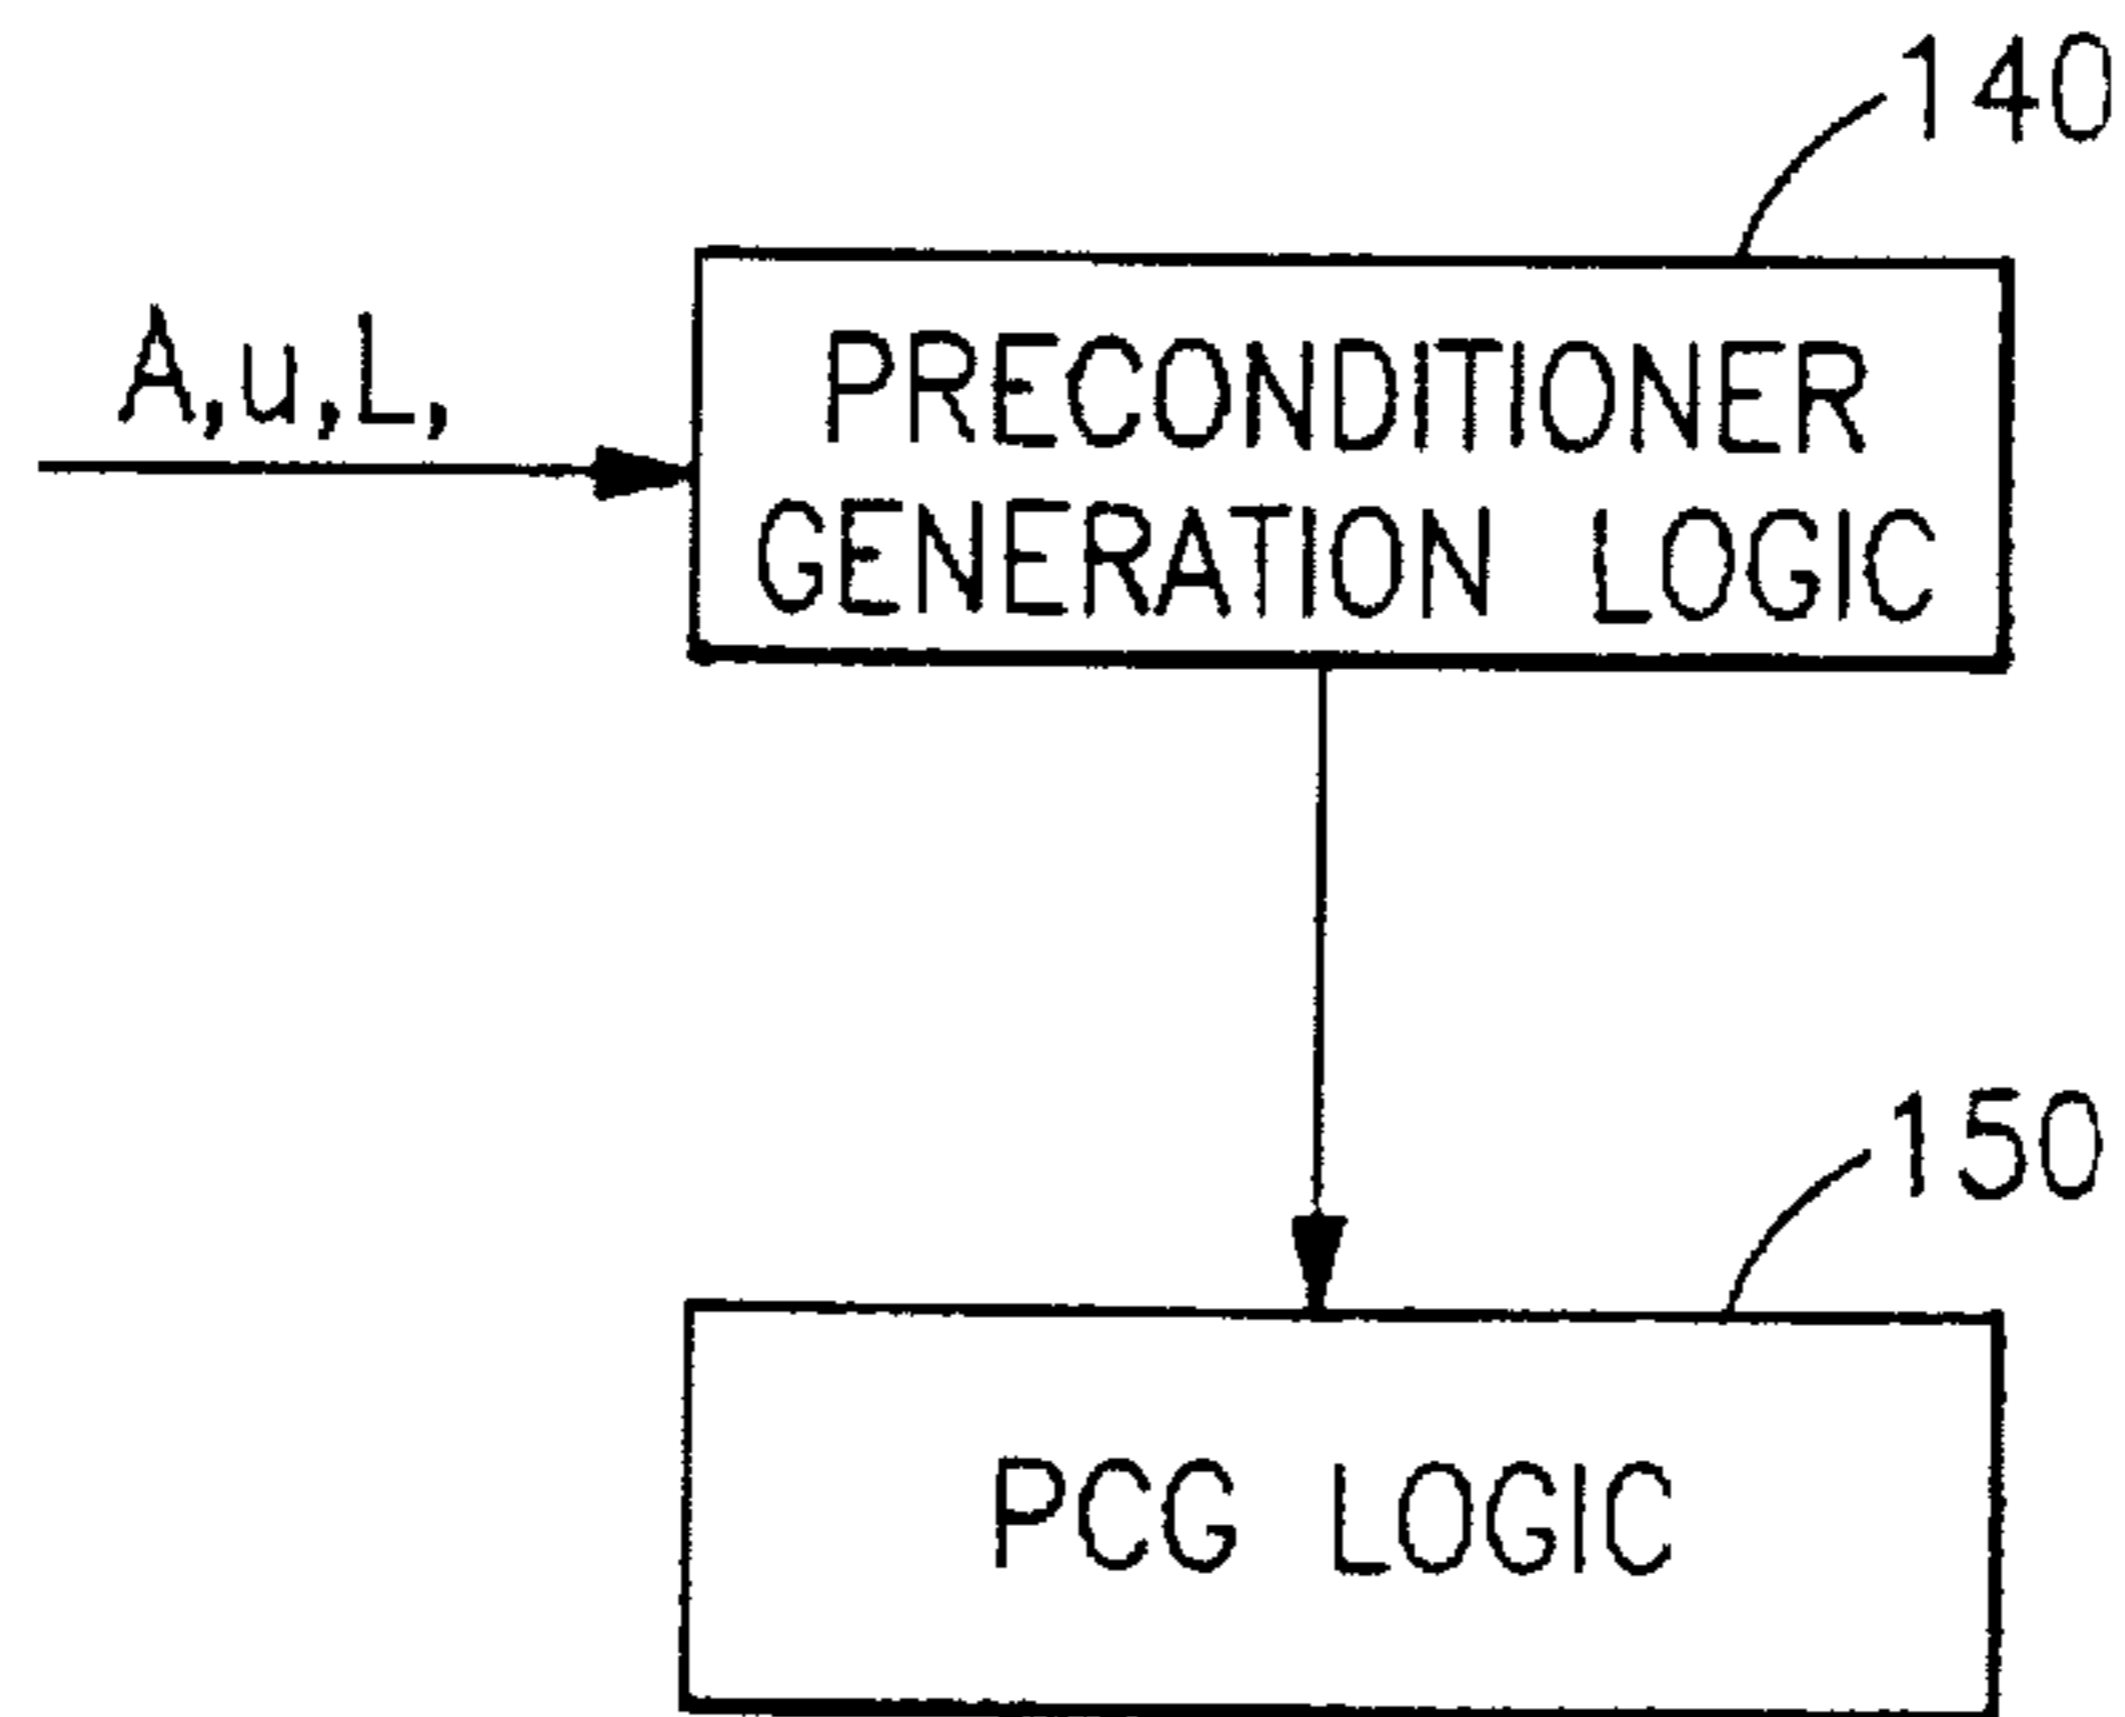 140
A,u,L,
PRECONDITIONER
GENERATION LOGIC
150
PCG LOGIC